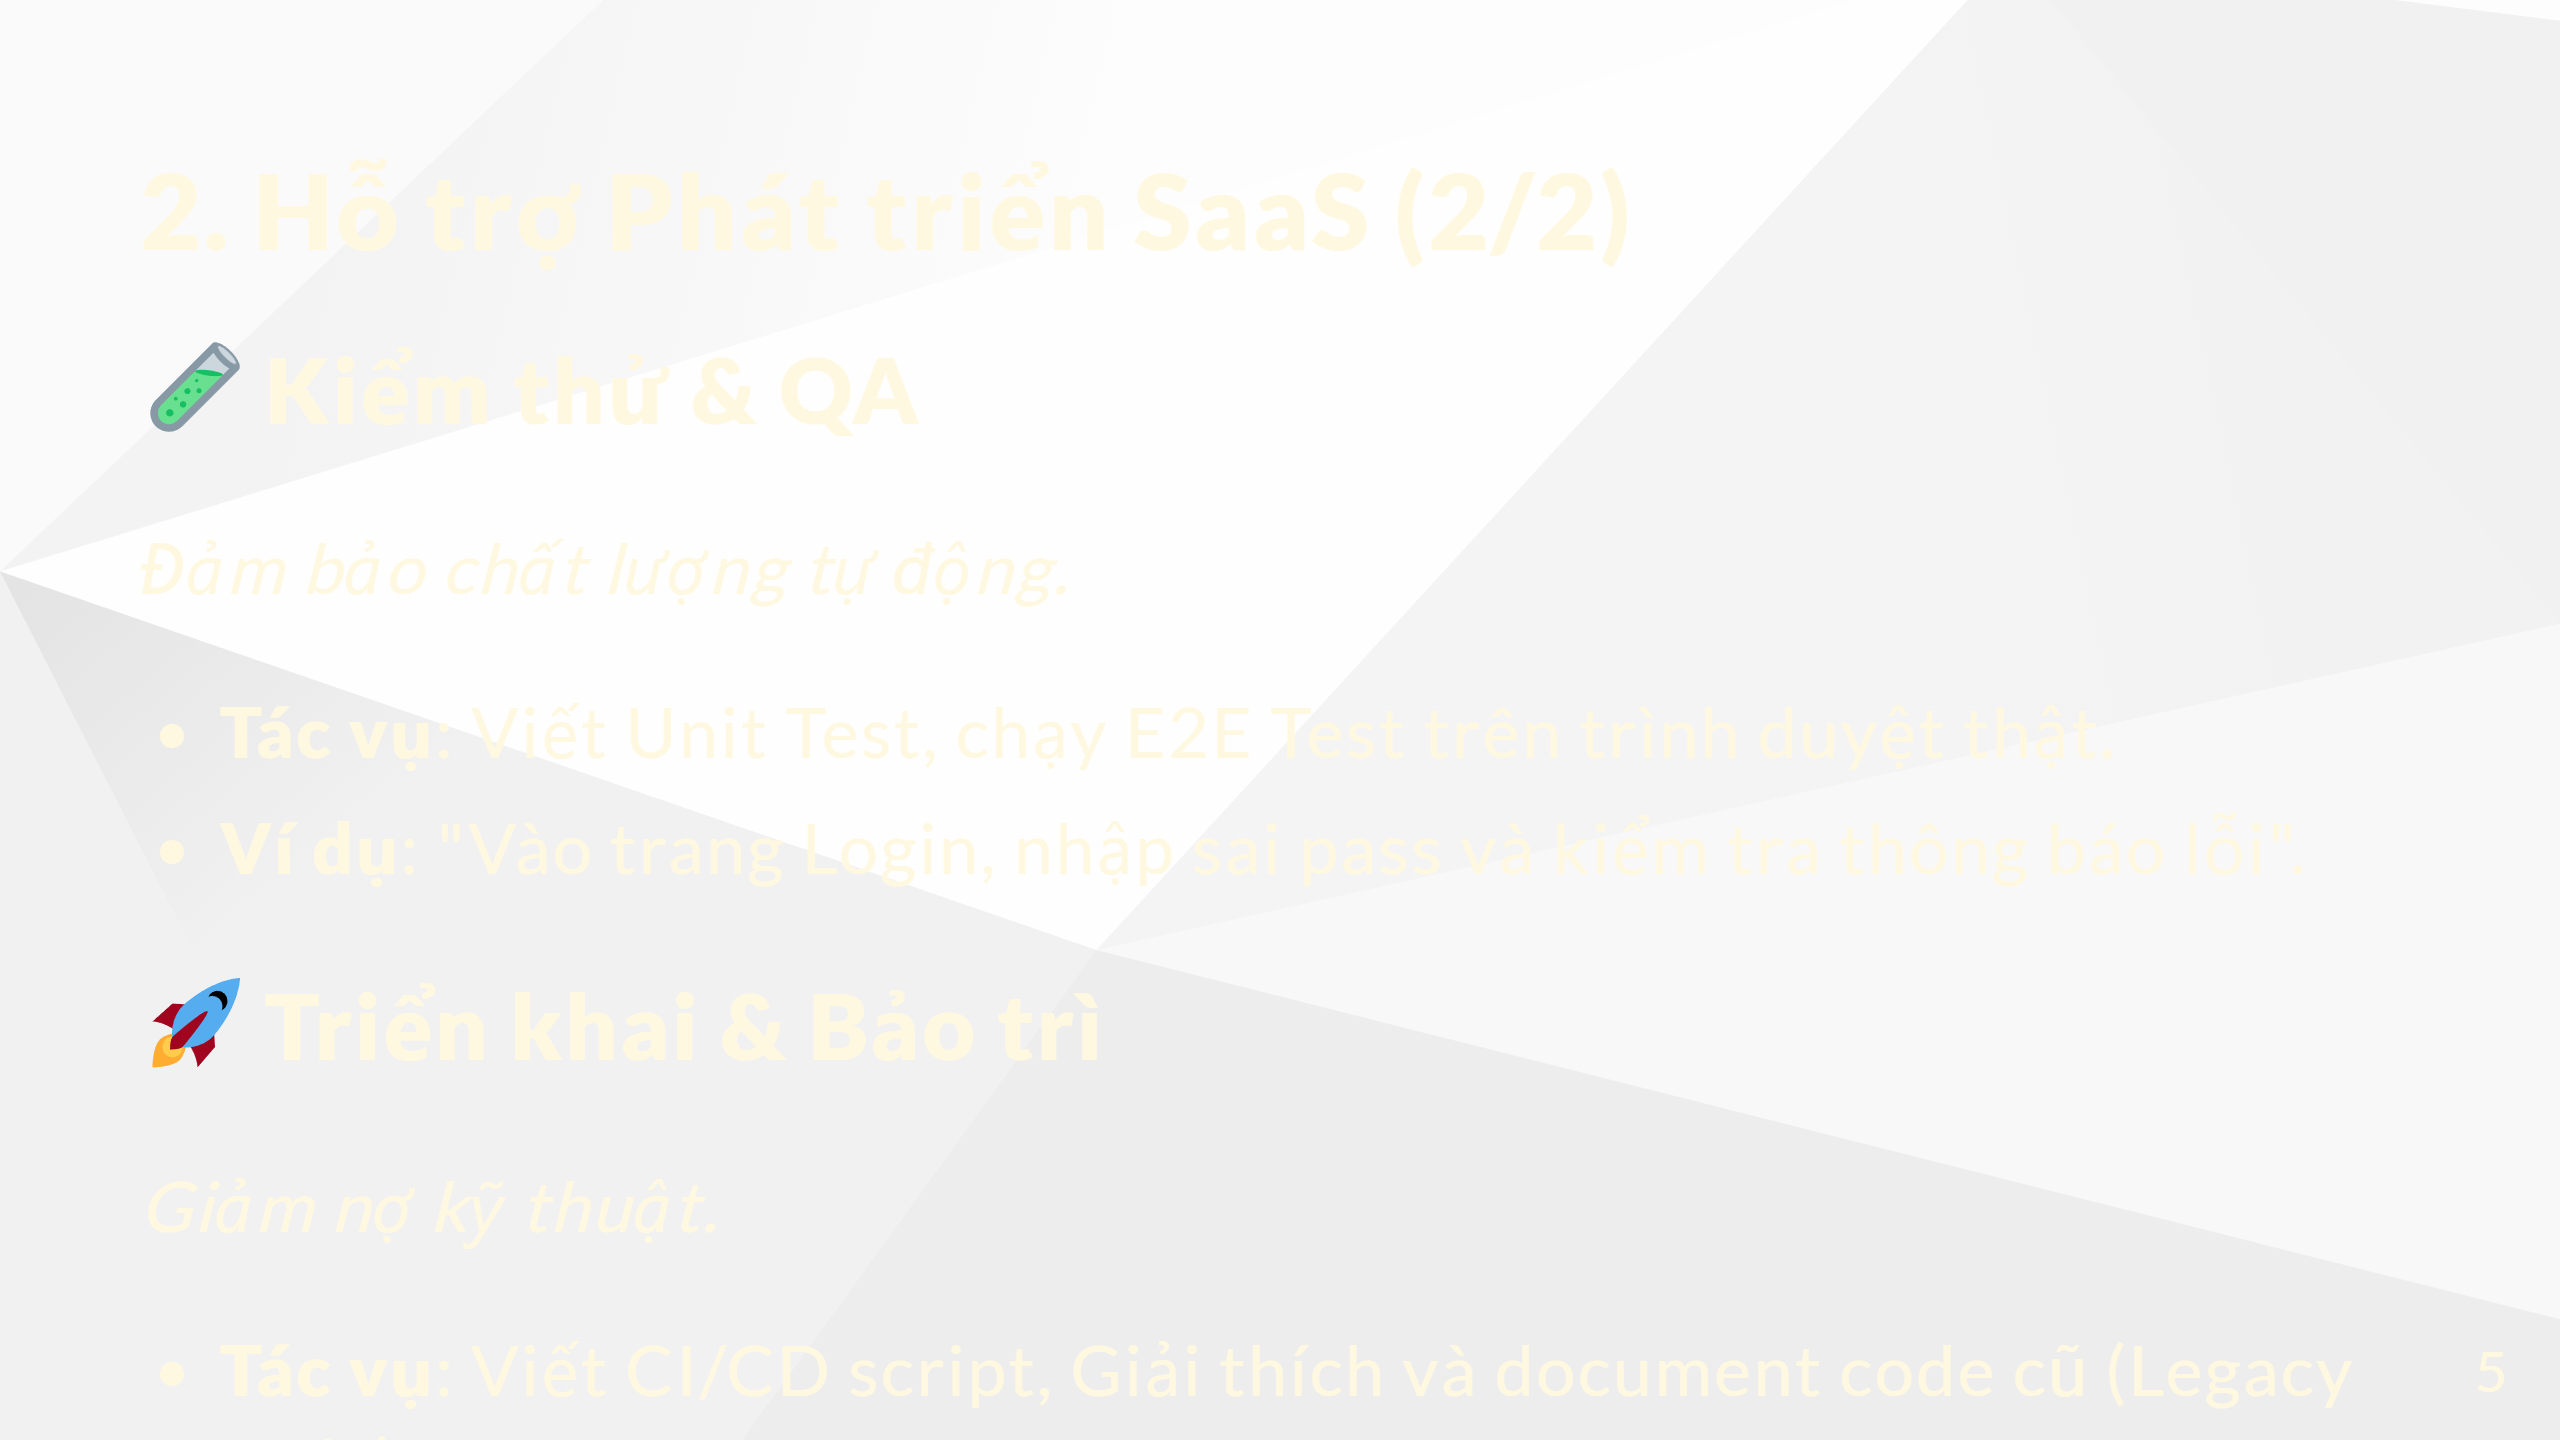 2. Hỗ trợ Phát triển SaaS (2/2)
Kiểm thử & QA
Đảm bảo chất lượng tự động.
• Tác vụ: Viết Unit Test, chạy E2E Test trên trình duyệt thật.
• Ví dụ: "Vào trang Login, nhập sai pass và kiểm tra thông báo lỗi".
Triển khai & Bảo trì
Giảm nợ kỹ thuật.
• Tác vụ: Viết CI/CD script, Giải thích và document code cũ (Legacy
5